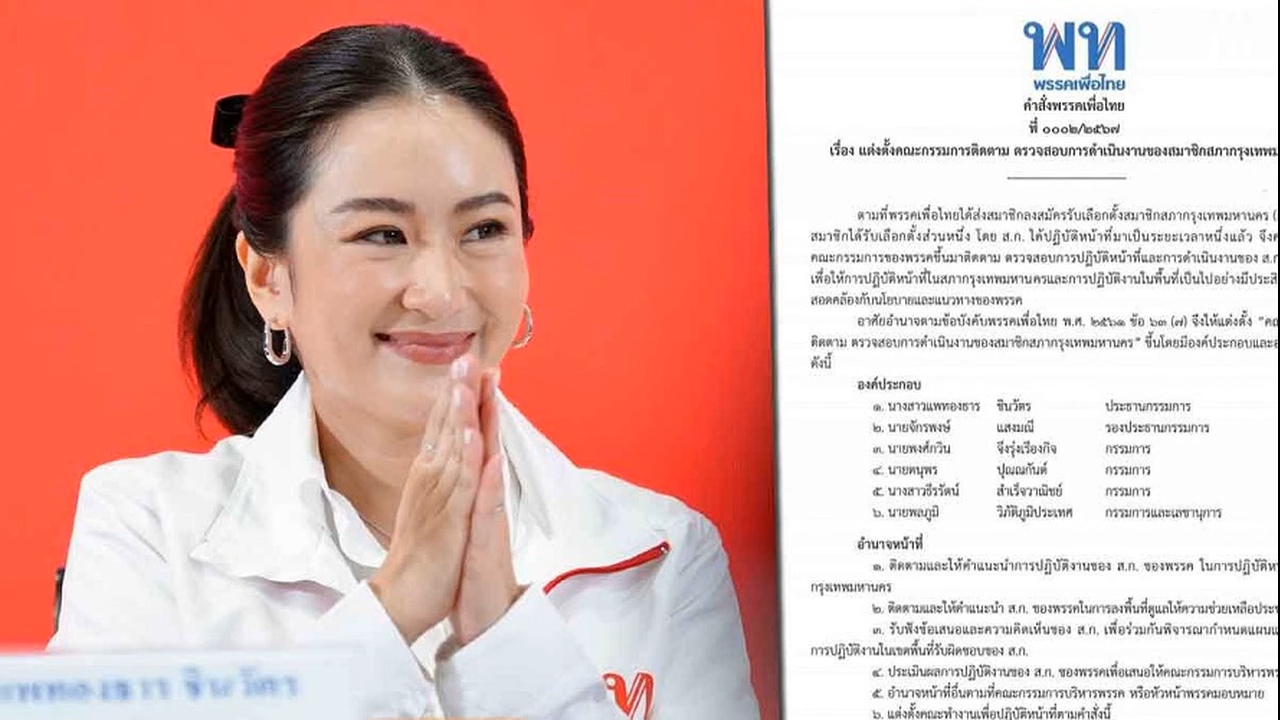 พท
พรรคเพื่อไทย
คำสั่งพรรคเพื่อไทย
ที่ ๐๐๐๒/๒๕๖๗
เรื่อง แต่งตั้งคณะกรรมการติดตาม ตรวจสอบการดำเนินงานของสมาชิกสภากรุงเทพม
ตามที่พรรคเพื่อไทยได้ส่งสมาชิกลงสมัครรับเลือกตั้งสมาชิกสภากรุงเทพมหานคร (
สมาชิกได้รับเลือกตั้งส่วนหนึ่ง โดย ส.ก. ได้ปฏิบัติหน้าที่มาเป็นระยะเวลาหนึ่งแล้ว จึง
คณะกรรมการของพรรคขึ้นมาติดตาม ตรวจสอบการปฏิบัติหน้าที่และการดำเนินงานของ ส.ก
เพื่อให้การปฏิบัติหน้าที่ในสภากรุงเทพมหานครและการปฏิบัติงานในพื้นที่เป็นไปอย่างมีประสิ
สอดคล้องกับนโยบายและแนวทางของพรรค
อาศัยอำนาจตามข้อบังคับพรรคเพื่อไทย พ.ศ. ๒๕๖๑ ข้อ ๖๓ (๗) จึงให้แต่งตั้ง “คณ
ติดตาม ตรวจสอบการดำเนินงานของสมาชิกสภากรุงเทพมหานคร” ขึ้นโดยมีองค์ประกอบและอ
ดังนี้
องค์ประกอบ
๑. นางสาวแพทองธาร ชินวัตร ประธานกรรมการ
๒. นายจักรพงษ์ แสงมณี รองประธานกรรมการ
๓. นายพงศ์กวิน จึงรุ่งเรืองกิจ กรรมการ
๔. นายดนุพร ปุณณกันต์ กรรมการ
๕. นางสาวธีรรัตน์ สำเร็จวาณิชย์ กรรมการ
๖. นายพลภูมิ วิภัติภูมิประเทศ กรรมการและเลขานุการ
อำนาจหน้าที่
๑. ติดตามและให้คำแนะนำการปฏิบัติงานของ ส.ก. ของพรรค ในการปฏิบัติห
กรุงเทพมหานคร
๒. ติดตามและให้คำแนะนำ ส.ก. ของพรรคในการลงพื้นที่ดูแลให้ความช่วยเหลือประ
๓. รับฟังข้อเสนอและความคิดเห็นของ ส.ก. เพื่อร่วมกันพิจารณากำหนดแผน
การปฏิบัติงานในเขตพื้นที่รับผิดชอบของ ส.ก.
๔. ประเมินผลการปฏิบัติงานของ ส.ก. ของพรรคเพื่อเสนอให้คณะกรรมการบริหารพรร
๕. อำนาจหน้าที่อื่นตามที่คณะกรรมการบริหารพรรค หรือหัวหน้าพรรคมอบหมาย
๖. แต่งตั้งคณะทำงานเพื่อปฏิบัติหน้าที่ตามคำสั่งนี้
แพทองธาร ชินวัตร
พท